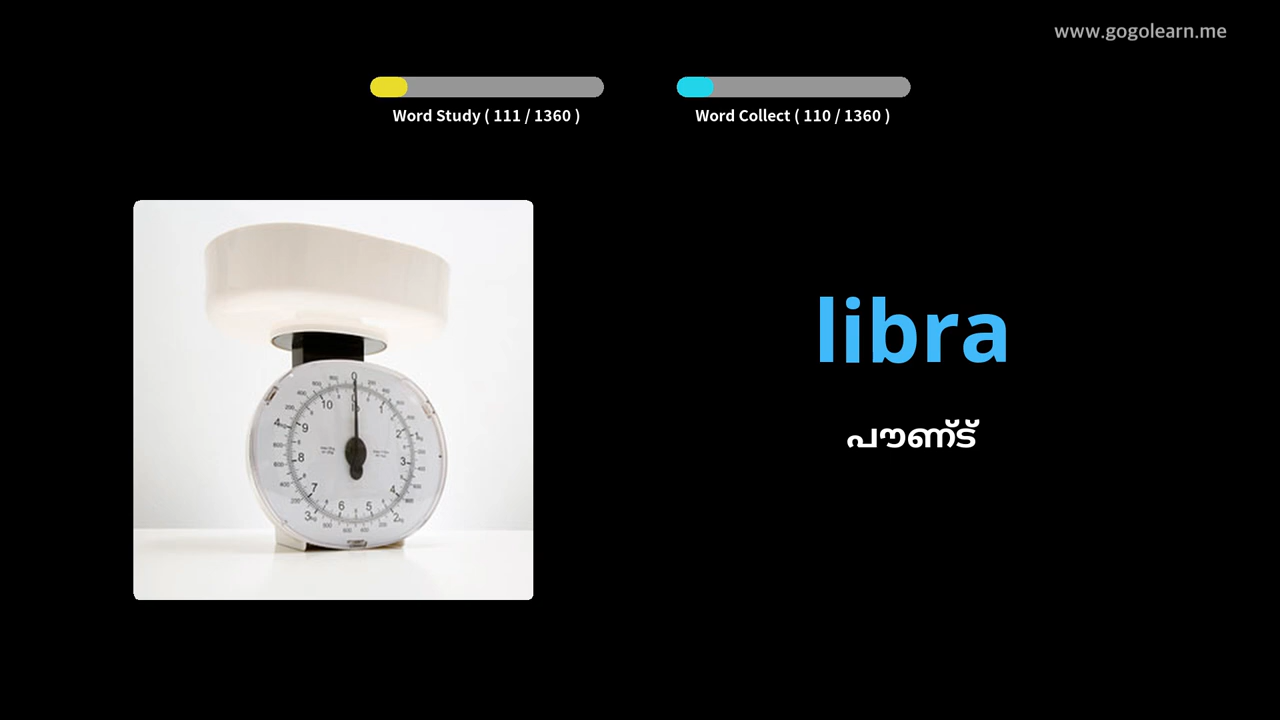 www.gogolearn.me
Word Study ( 111 / 1360 )
Word Collect ( 110 / 1360 )
libra
പൗണ്ട്